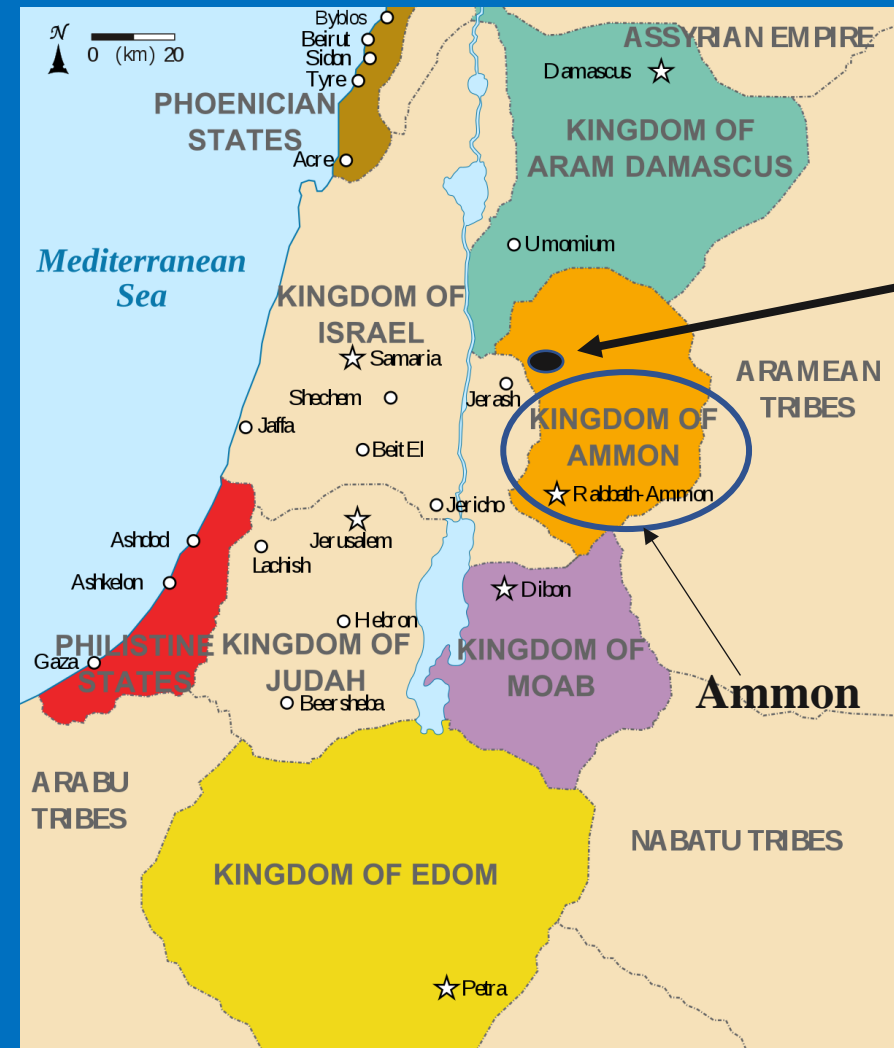 N
0 (km) 20
Byblos
Beirut
Sidon
Tyre
ASSYRIAN EMPIRE
Damascus
PHOENICIAN
STATES
KINGDOM OF
ARAM DAMASCUS
Acre
Umomium
Mediterranean
Sea
KINGDOM OF
ISRAEL
Samaria
ARAMEAN
TRIBES
Shechem
Jerash
Jaffa
KINGDOM OF
AMMON
Beit El
Rabbath-Ammon
Jericho
Ashdod
Jerusalem
Lachish
Ashkelon
Dibon
Hebron
PHILISTINE
STATES
Gaza
KINGDOM OF
JUDAH
KINGDOM OF
MOAB
Beersheba
Ammon
ARABU
TRIBES
NABATU TRIBES
KINGDOM OF EDOM
Petra